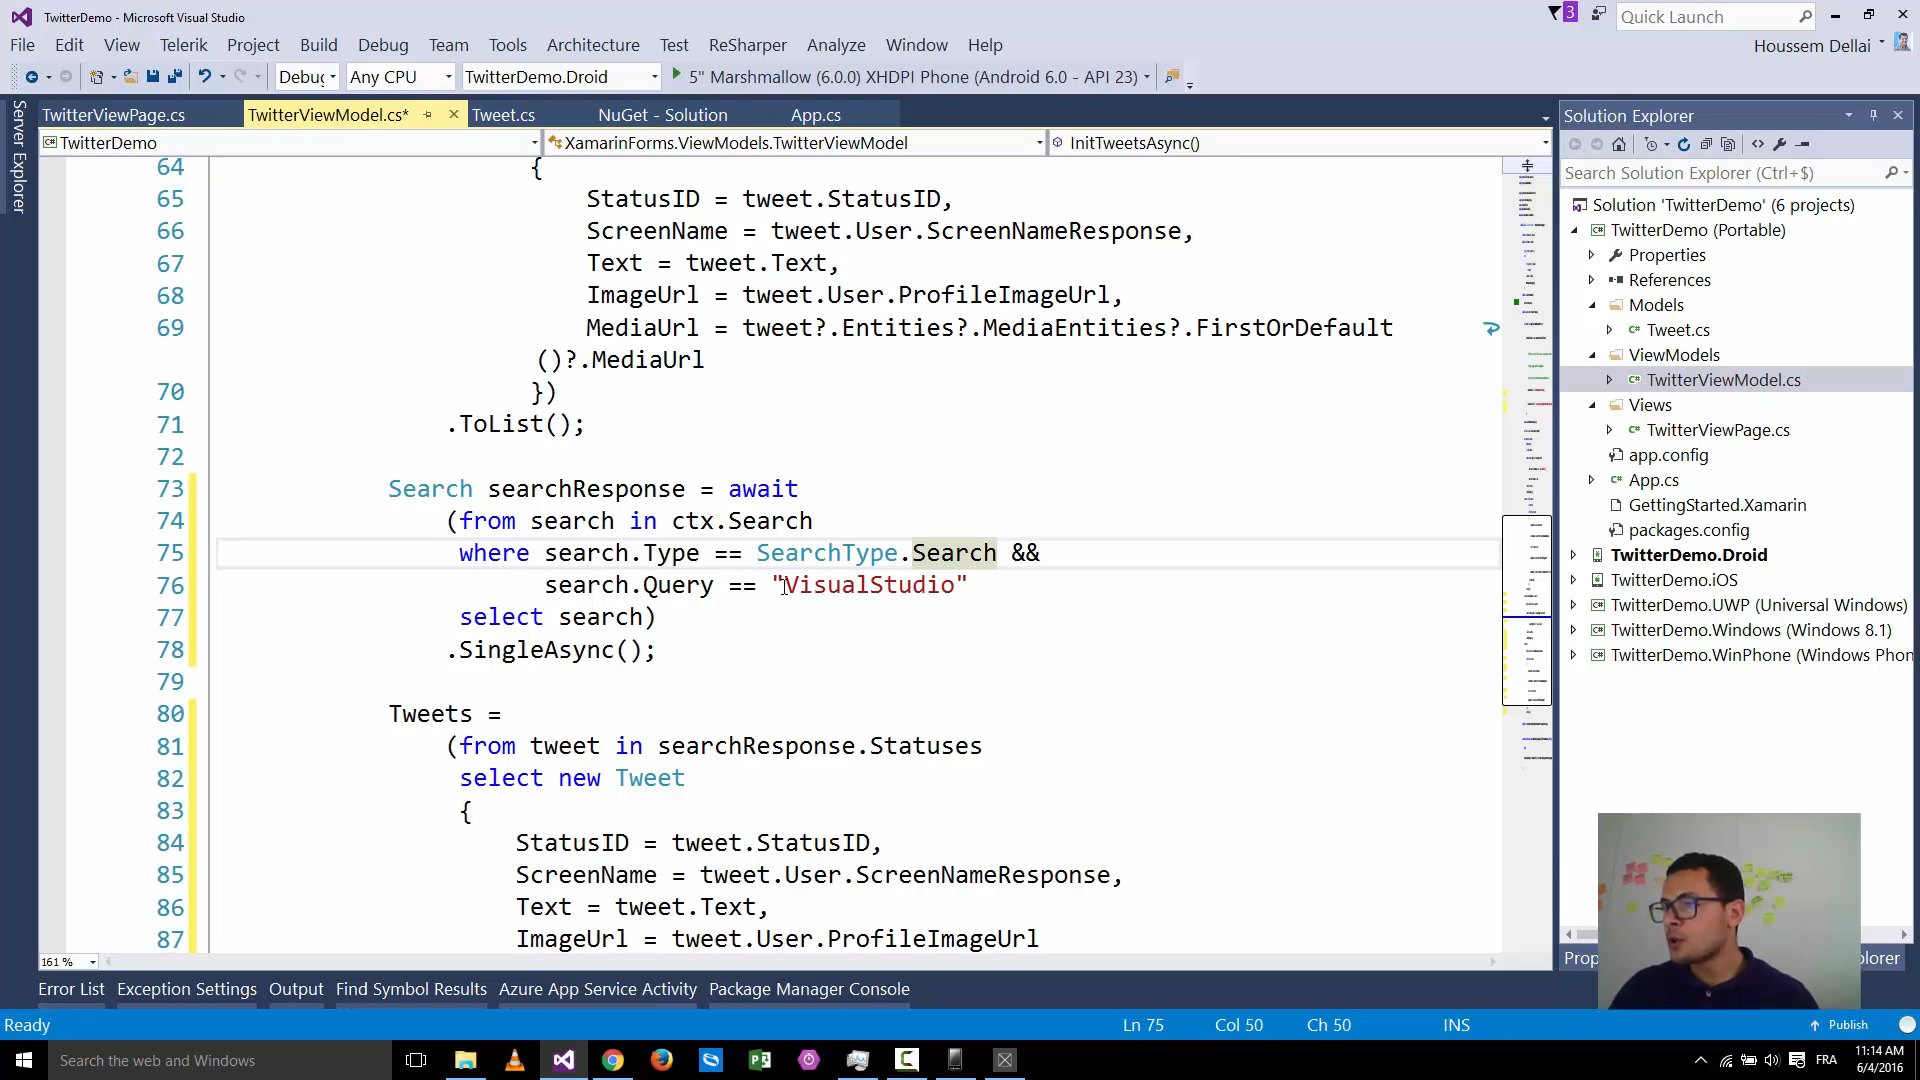 TwitterDemo - Microsoft Visual Studio
3
Quick Launch
File Edit View Telerik Project Build Debug Team Tools Architecture Test ReSharper Analyze Window Help
Houssem Dellai
Debug Any CPU TwitterDemo.Droid 5" Marshmallow (6.0.0) XHDPI Phone (Android 6.0 - API 23)
Server Explorer
TwitterViewPage.cs TwitterViewModel.cs* Tweet.cs NuGet - Solution App.cs
TwitterDemo XamarinForms.ViewModels.TwitterViewModel InitTweetsAsync()
64 {
65 StatusID = tweet.StatusID,
66 ScreenName = tweet.User.ScreenNameResponse,
67 Text = tweet.Text,
68 ImageUrl = tweet.User.ProfileImageUrl,
69 MediaUrl = tweet?.Entities?.MediaEntities?.FirstOrDefault
()?.MediaUrl
70 })
71 .ToList();
72
73 Search searchResponse = await
74 (from search in ctx.Search
75 where search.Type == SearchType.Search &&
76 search.Query == "VisualStudio"
77 select search)
78 .SingleAsync();
79
80 Tweets =
81 (from tweet in searchResponse.Statuses
82 select new Tweet
83 {
84 StatusID = tweet.StatusID,
85 ScreenName = tweet.User.ScreenNameResponse,
86 Text = tweet.Text,
87 ImageUrl = tweet.User.ProfileImageUrl
161 %
Solution Explorer
Search Solution Explorer (Ctrl+$)
Solution 'TwitterDemo' (6 projects)
TwitterDemo (Portable)
Properties
References
Models
Tweet.cs
ViewModels
TwitterViewModel.cs
Views
TwitterViewPage.cs
app.config
App.cs
GettingStarted.Xamarin
packages.config
TwitterDemo.Droid
TwitterDemo.iOS
TwitterDemo.UWP (Universal Windows)
TwitterDemo.Windows (Windows 8.1)
TwitterDemo.WinPhone (Windows Phon
Prop plorer
Error List Exception Settings Output Find Symbol Results Azure App Service Activity Package Manager Console
Ready Ln 75 Col 50 Ch 50 INS Publish
Search the web and Windows
FRA
11:14 AM
6/4/2016